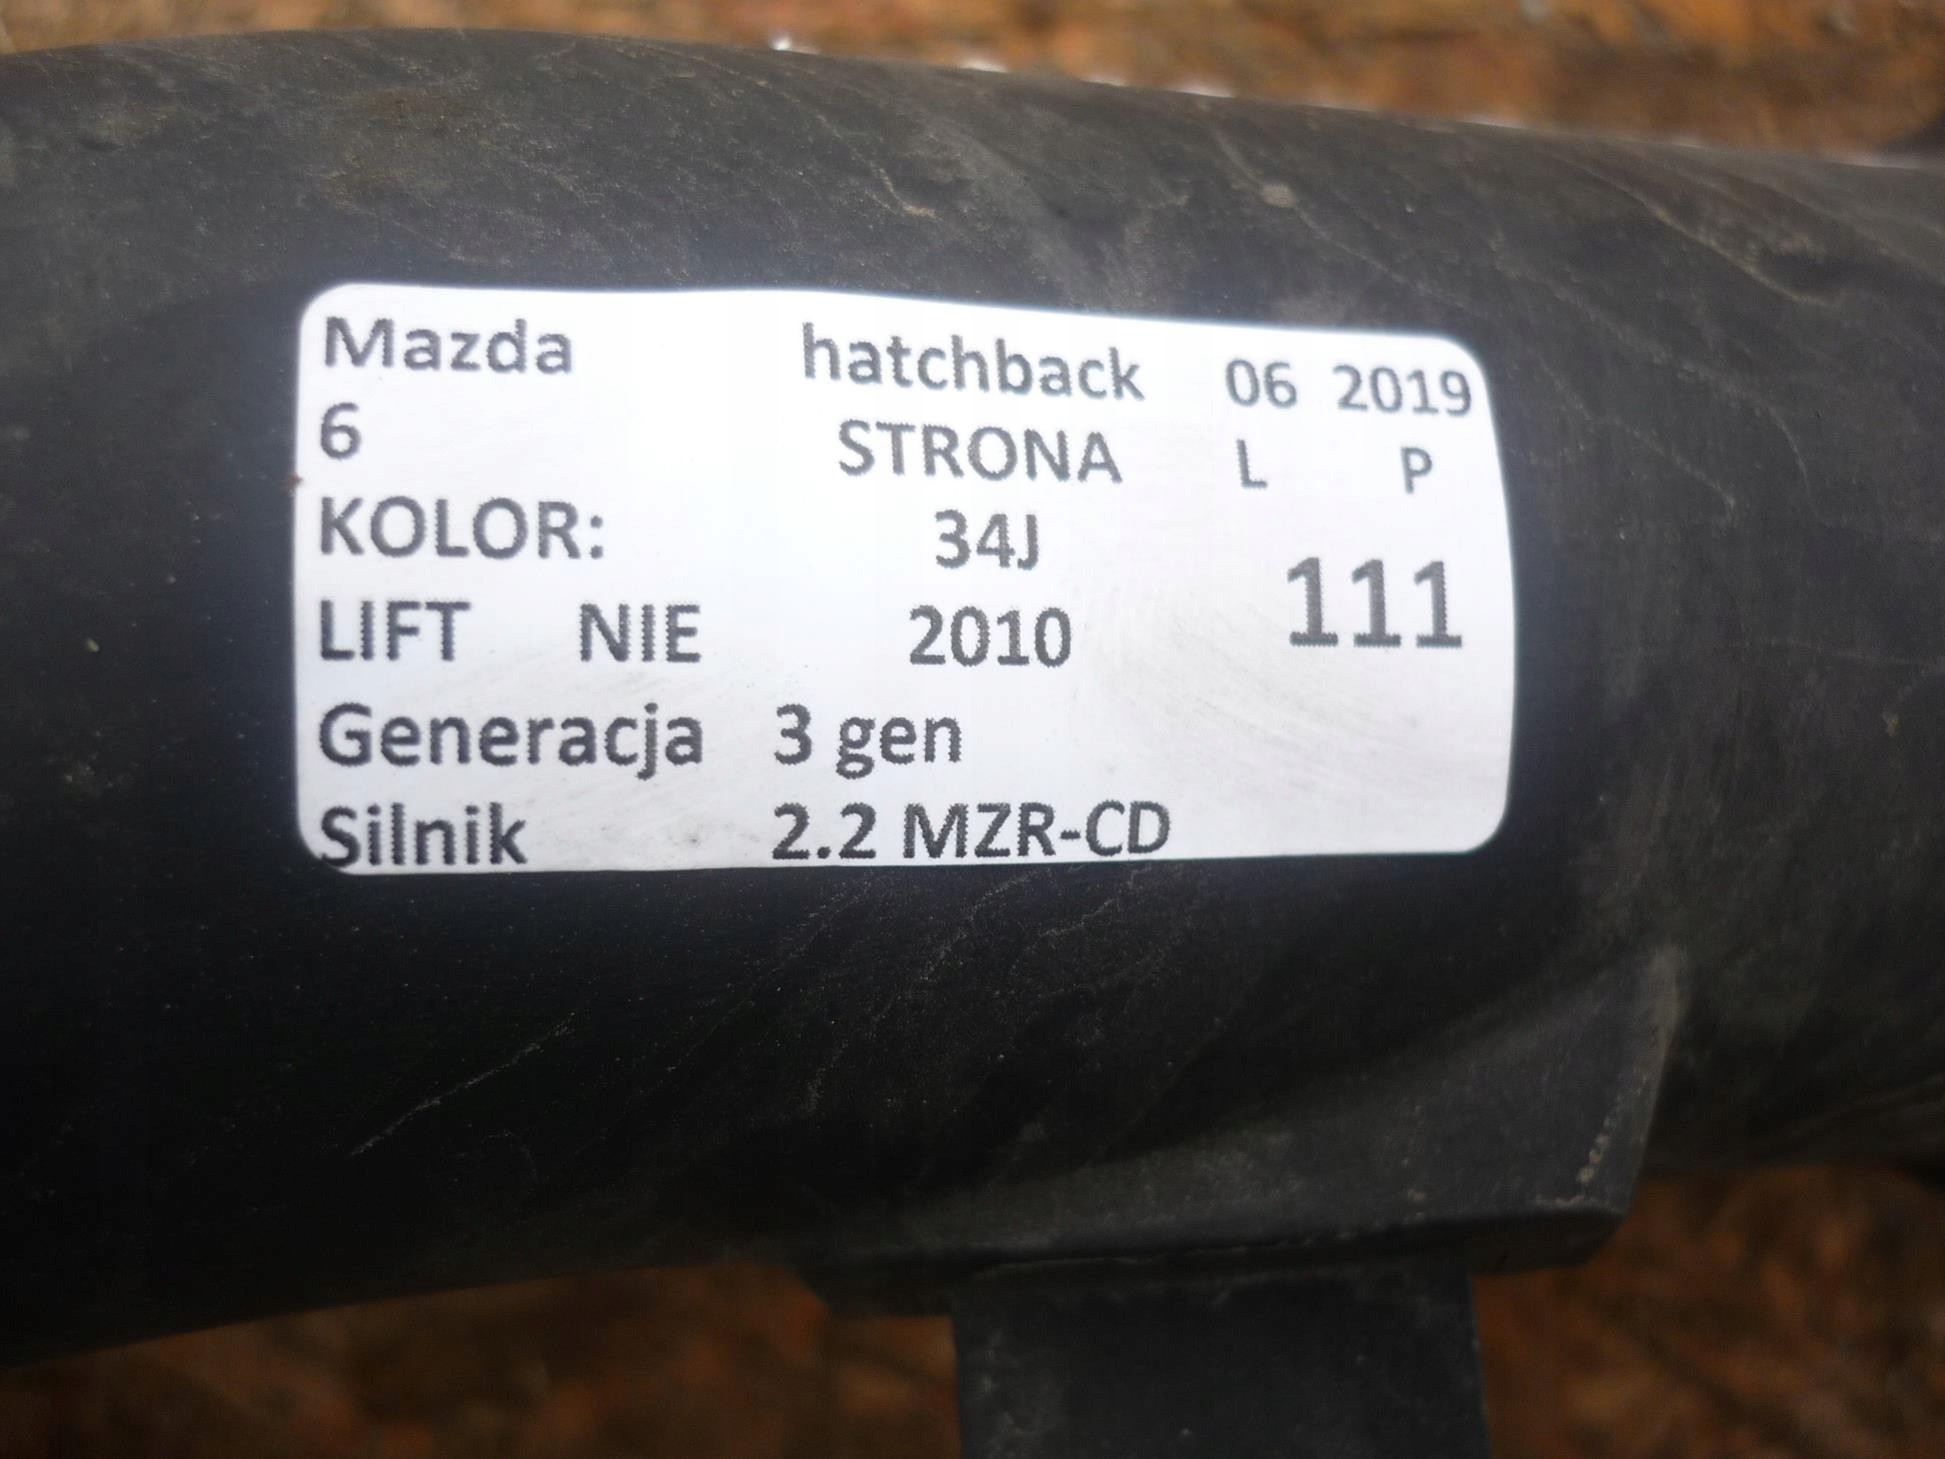 Mazda hatchback 06 2019
6 STRONA L P
KOLOR: 34J
111
LIFT NIE 2010
Generacja 3 gen
Silnik 2.2 MZR-CD